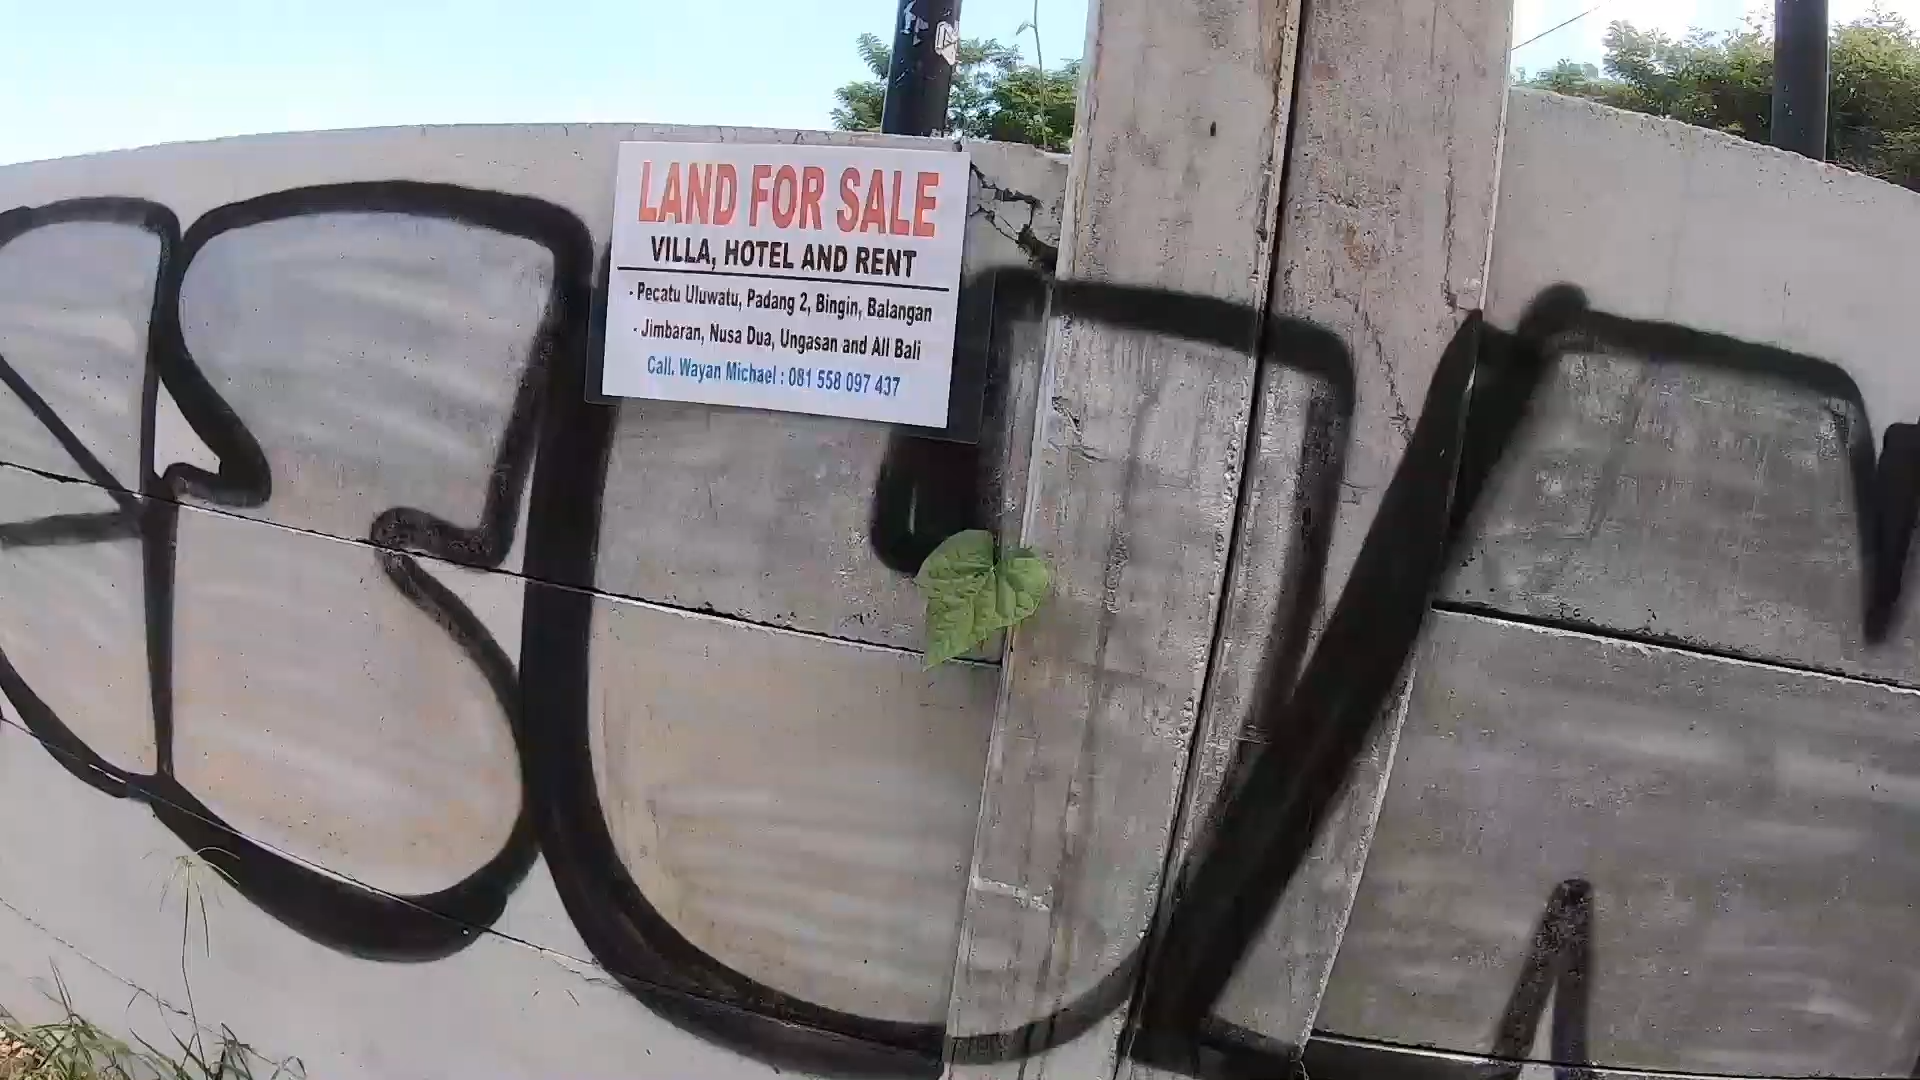 LAND FOR SALE
VILLA, HOTEL AND RENT
- Pecatu Uluwatu, Padang 2, Bingin, Balangan
- Jimbaran, Nusa Dua, Ungasan and All Bali
Call. Wayan Michael : 081 558 097 437